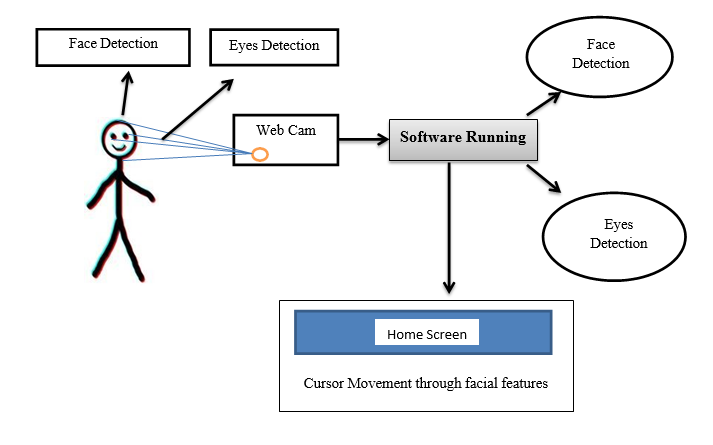 Face Detection
Eyes Detection
Face
Detection
Web Cam
Software Running
Eyes
Detection
Home Screen
Cursor Movement through facial features